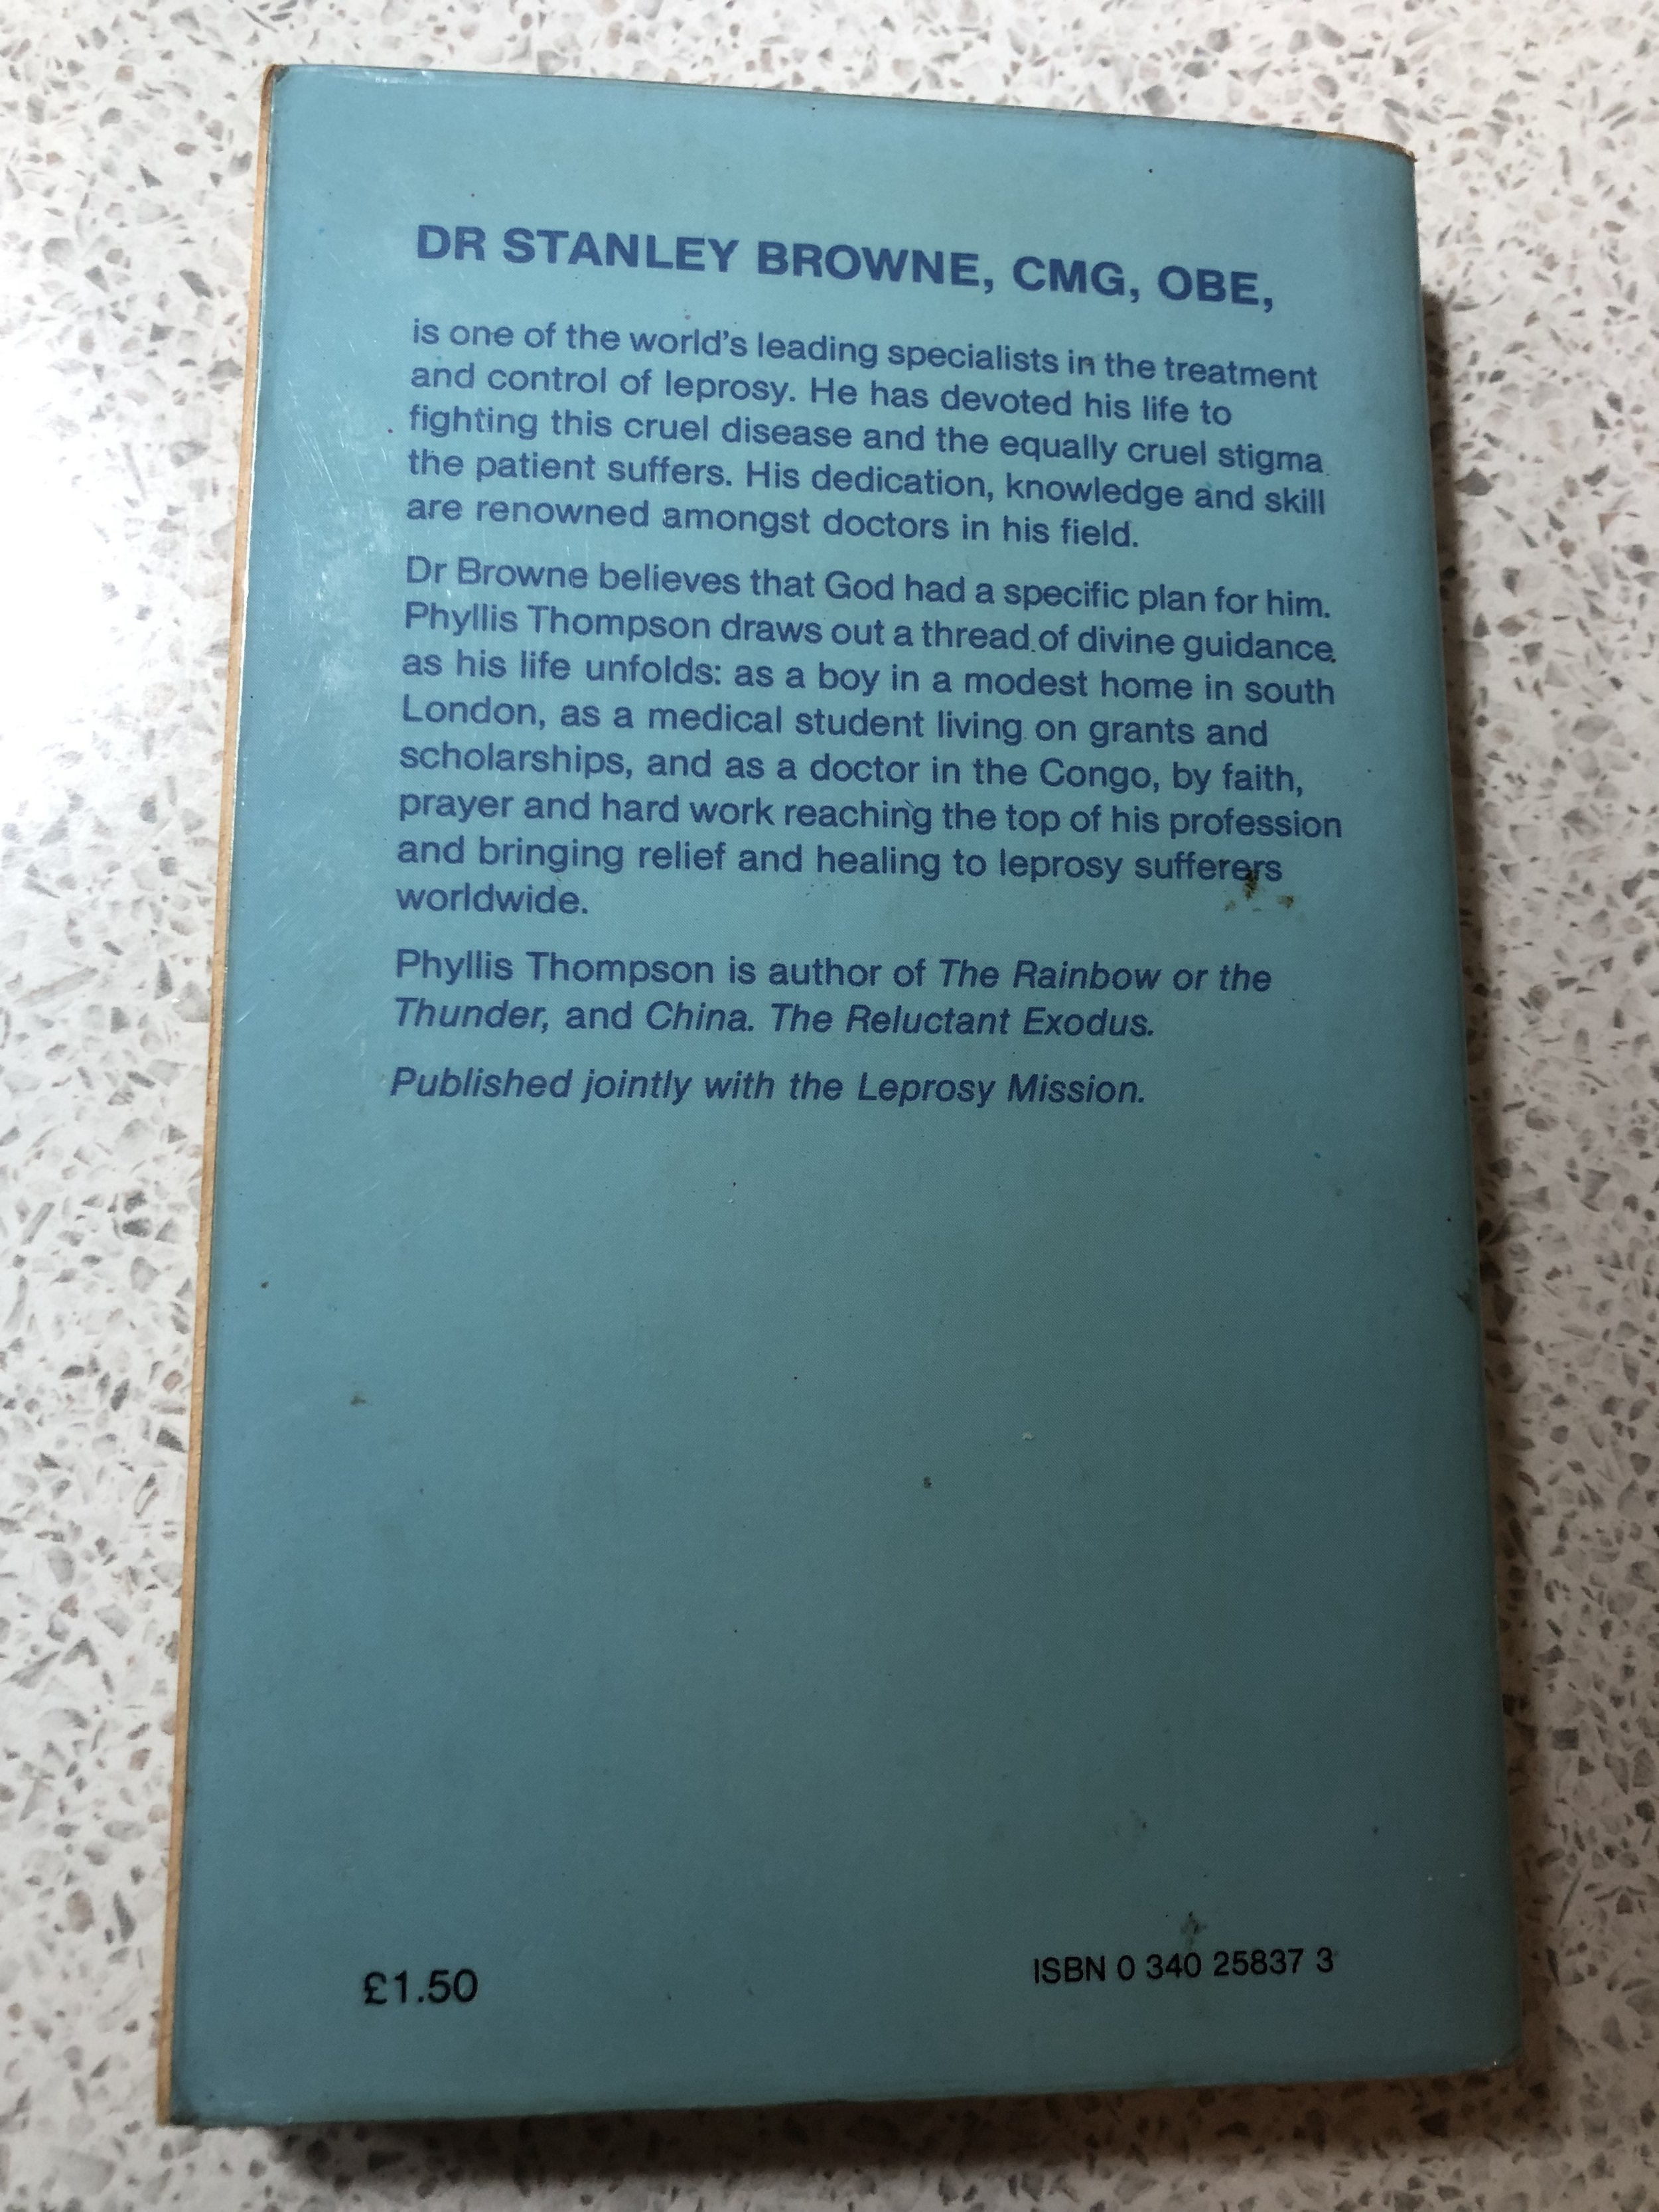 DR STANLEY BROWNE, CMG, OBE,
is one of the world's leading specialists in the treatment
and control of leprosy. He has devoted his life to
fighting this cruel disease and the equally cruel stigma
the patient suffers. His dedication, knowledge and skill
are renowned amongst doctors in his field.
Dr Browne believes that God had a specific plan for him.
Phyllis Thompson draws out a thread of divine guidance
as his life unfolds: as a boy in a modest home in south
London, as a medical student living on grants and
scholarships, and as a doctor in the Congo, by faith,
prayer and hard work reaching the top of his profession
and bringing relief and healing to leprosy sufferers
worldwide.
Phyllis Thompson is author of The Rainbow or the
Thunder, and China. The Reluctant Exodus.
Published jointly with the Leprosy Mission.
£1.50
ISBN 0 340 25837 3